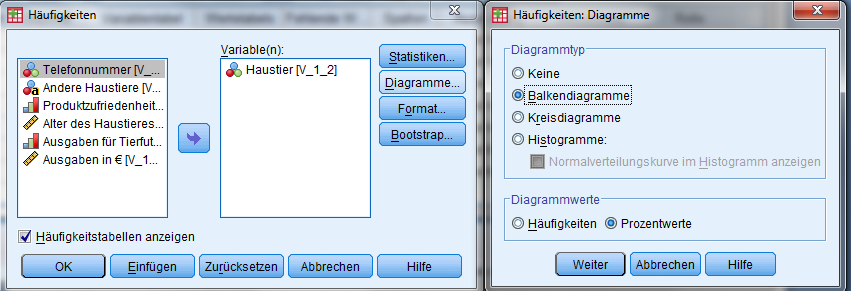 Häufigkeiten
Variable(n):
Telefonnummer [V_...
Andere Haustiere [V...
Produktzufriedenheit...
Alter des Haustieres...
Ausgaben für Tierfut...
Ausgaben in € [V_1...
Haustier [V_1_2]
Statistiken...
Diagramme...
Format...
Bootstrap...
Häufigkeitstabellen anzeigen
OK Einfügen Zurücksetzen Abbrechen Hilfe
Häufigkeiten: Diagramme
Diagrammtyp
Keine
Balkendiagramme
Kreisdiagramme
Histogramme:
Normalverteilungskurve im Histogramm anzeigen
Diagrammwerte
Häufigkeiten Prozentwerte
Weiter Abbrechen Hilfe